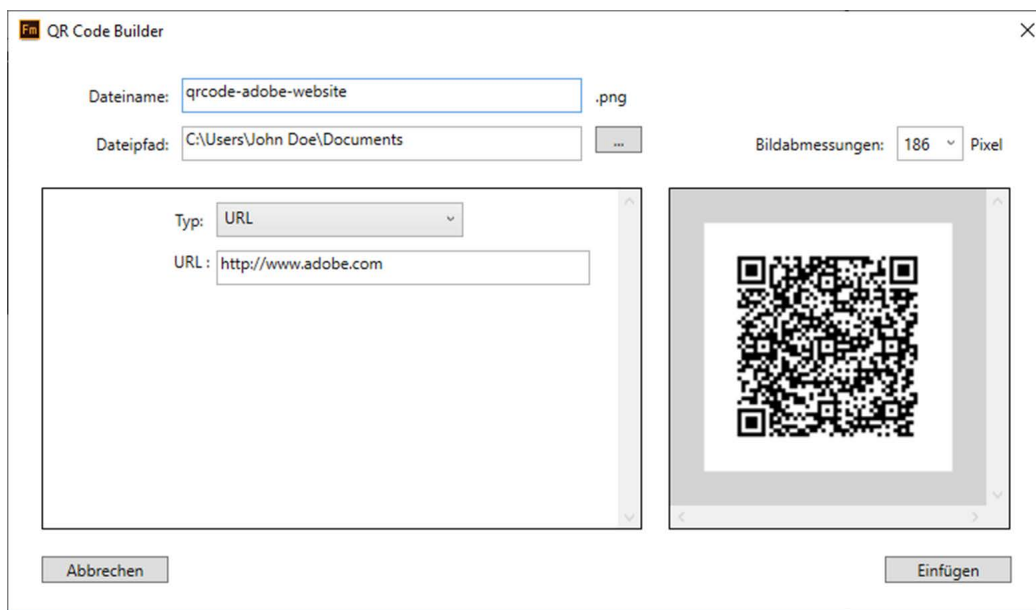 Fm QR Code Builder
Dateiname: qrcode-adobe-website .png
Dateipfad: C:\Users\John Doe\Documents ... Bildabmessungen: 186 Pixel
Typ: URL
URL : http://www.adobe.com
Abbrechen Einfügen